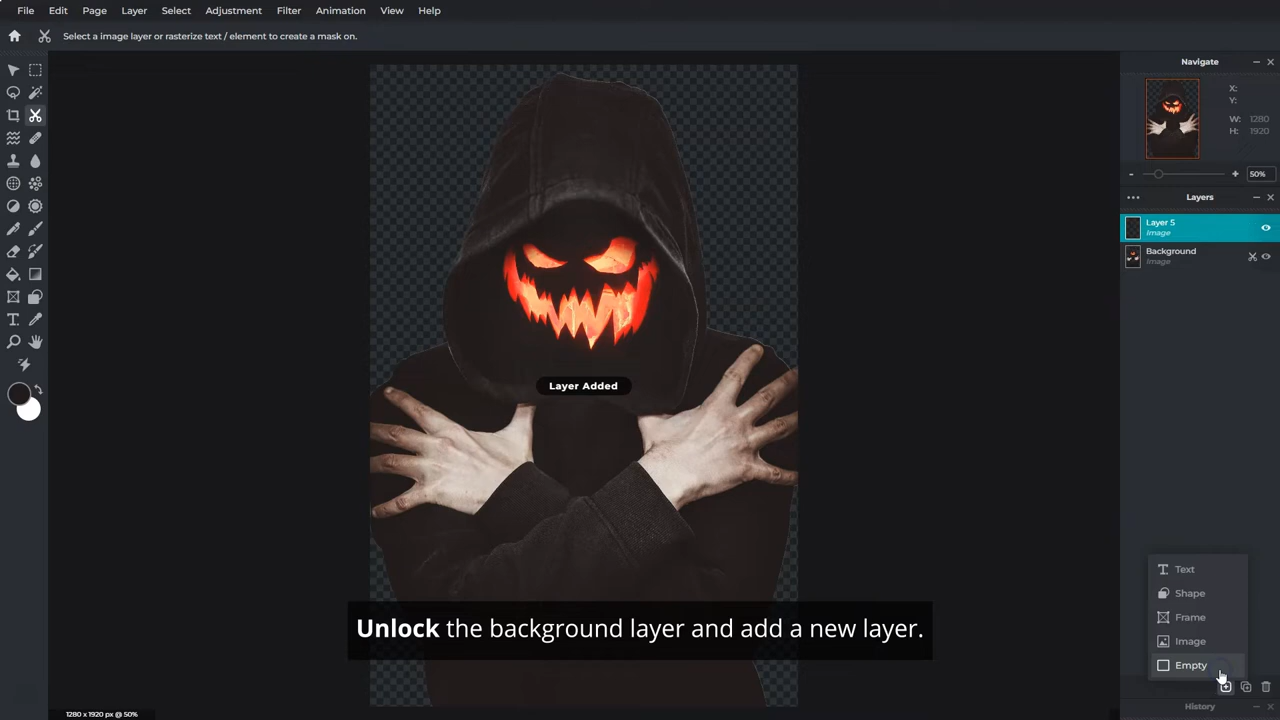 File Edit Page Layer Select Adjustment Filter Animation View Help
Select a image layer or rasterize text / element to create a mask on.
Navigate
X:
Y:
W: 1280
H: 1920
- + 50%
Layers
Layer 5
Image
Background
Image
Layer Added
Text
Shape
Frame
Image
Empty
Unlock the background layer and add a new layer.
History
1280 x 1920 px @ 50%